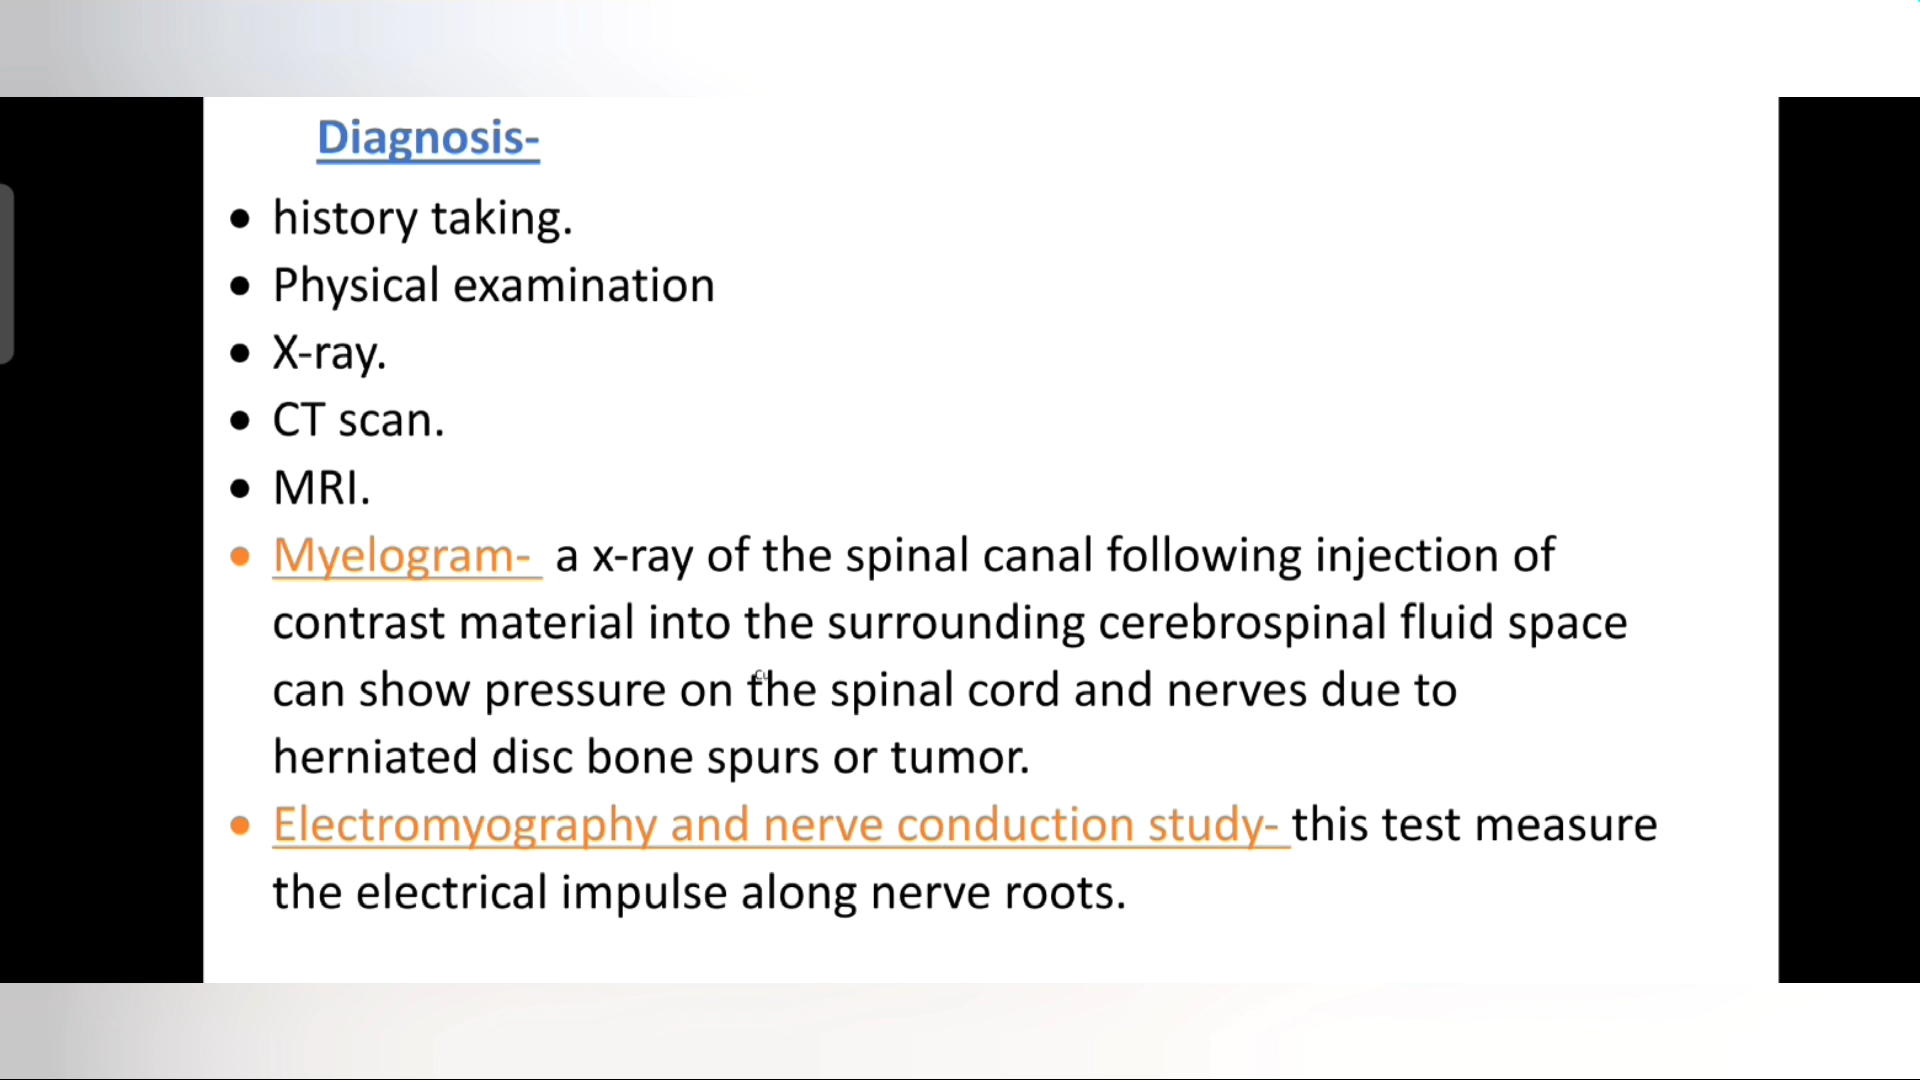 Diagnosis-
• history taking.
• Physical examination
• X-ray.
• CT scan.
• MRI.
• Myelogram- a x-ray of the spinal canal following injection of
contrast material into the surrounding cerebrospinal fluid space
can show pressure on the spinal cord and nerves due to
herniated disc bone spurs or tumor.
• Electromyography and nerve conduction study- this test measure
the electrical impulse along nerve roots.